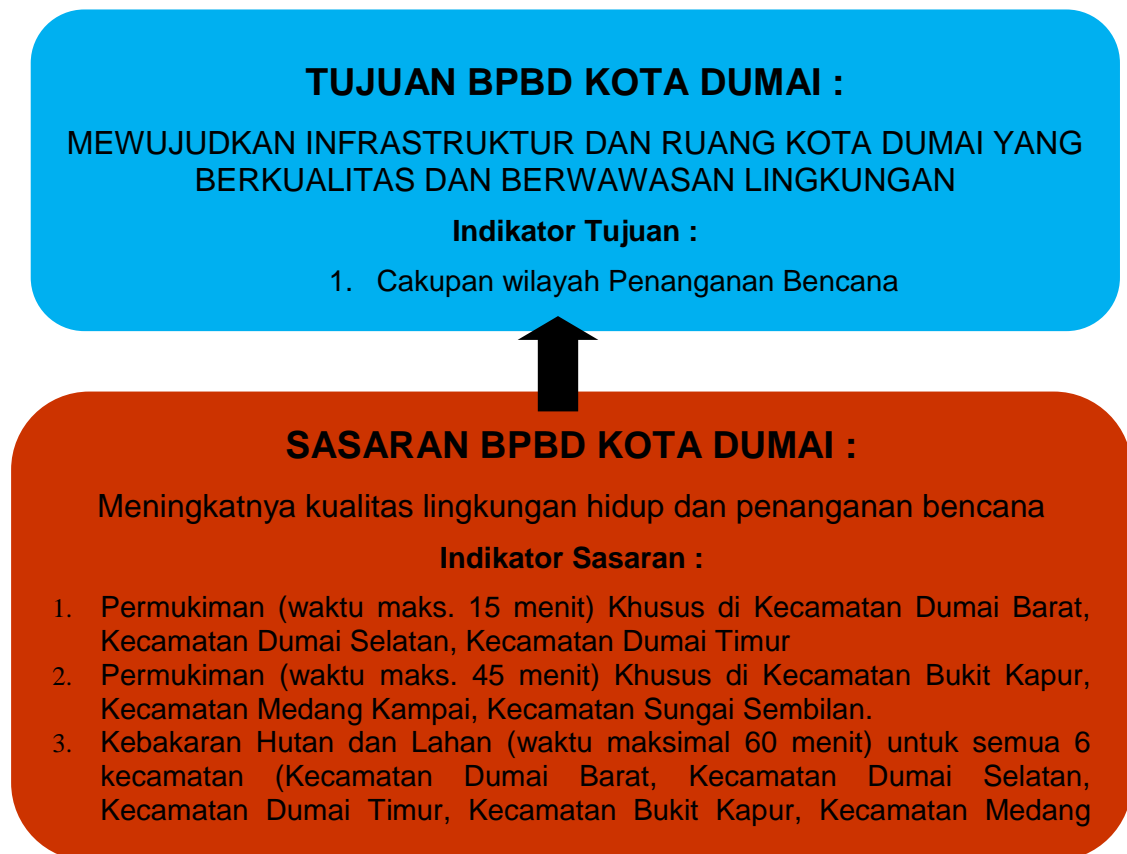 TUJUAN BPBD KOTA DUMAI :
MEWUJUDKAN INFRASTRUKTUR DAN RUANG KOTA DUMAI YANG
BERKUALITAS DAN BERWAWASAN LINGKUNGAN
Indikator Tujuan :
1. Cakupan wilayah Penanganan Bencana
SASARAN BPBD KOTA DUMAI :
Meningkatnya kualitas lingkungan hidup dan penanganan bencana
Indikator Sasaran :
1. Permukiman (waktu maks. 15 menit) Khusus di Kecamatan Dumai Barat,
Kecamatan Dumai Selatan, Kecamatan Dumai Timur
2. Permukiman (waktu maks. 45 menit) Khusus di Kecamatan Bukit Kapur,
Kecamatan Medang Kampai, Kecamatan Sungai Sembilan.
3. Kebakaran Hutan dan Lahan (waktu maksimal 60 menit) untuk semua 6
kecamatan (Kecamatan Dumai Barat, Kecamatan Dumai Selatan,
Kecamatan Dumai Timur, Kecamatan Bukit Kapur, Kecamatan Medang